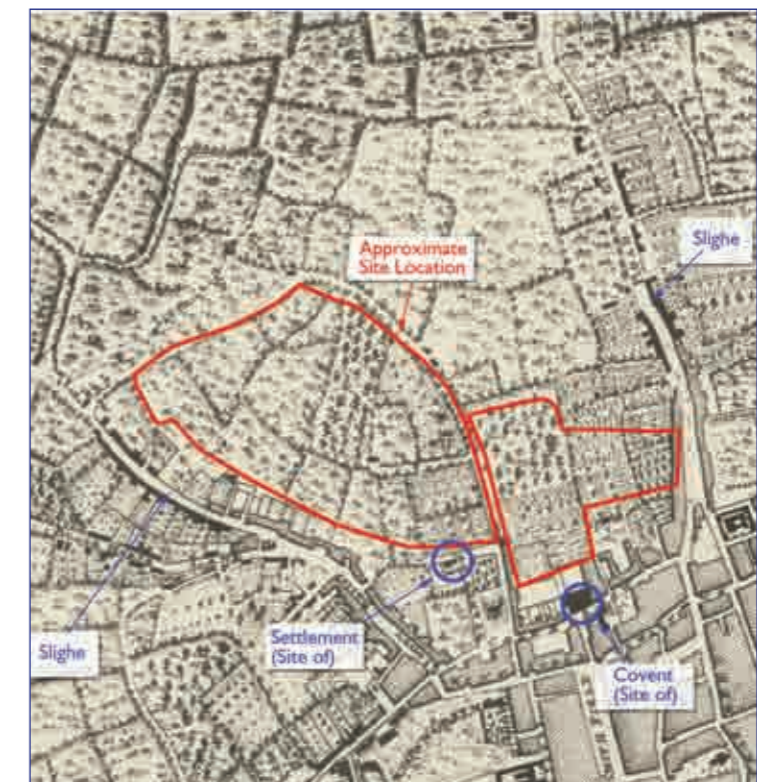 Approximate
Site Location
Slighe
Slighe
Settlement
(Site of)
Covent
(Site of)